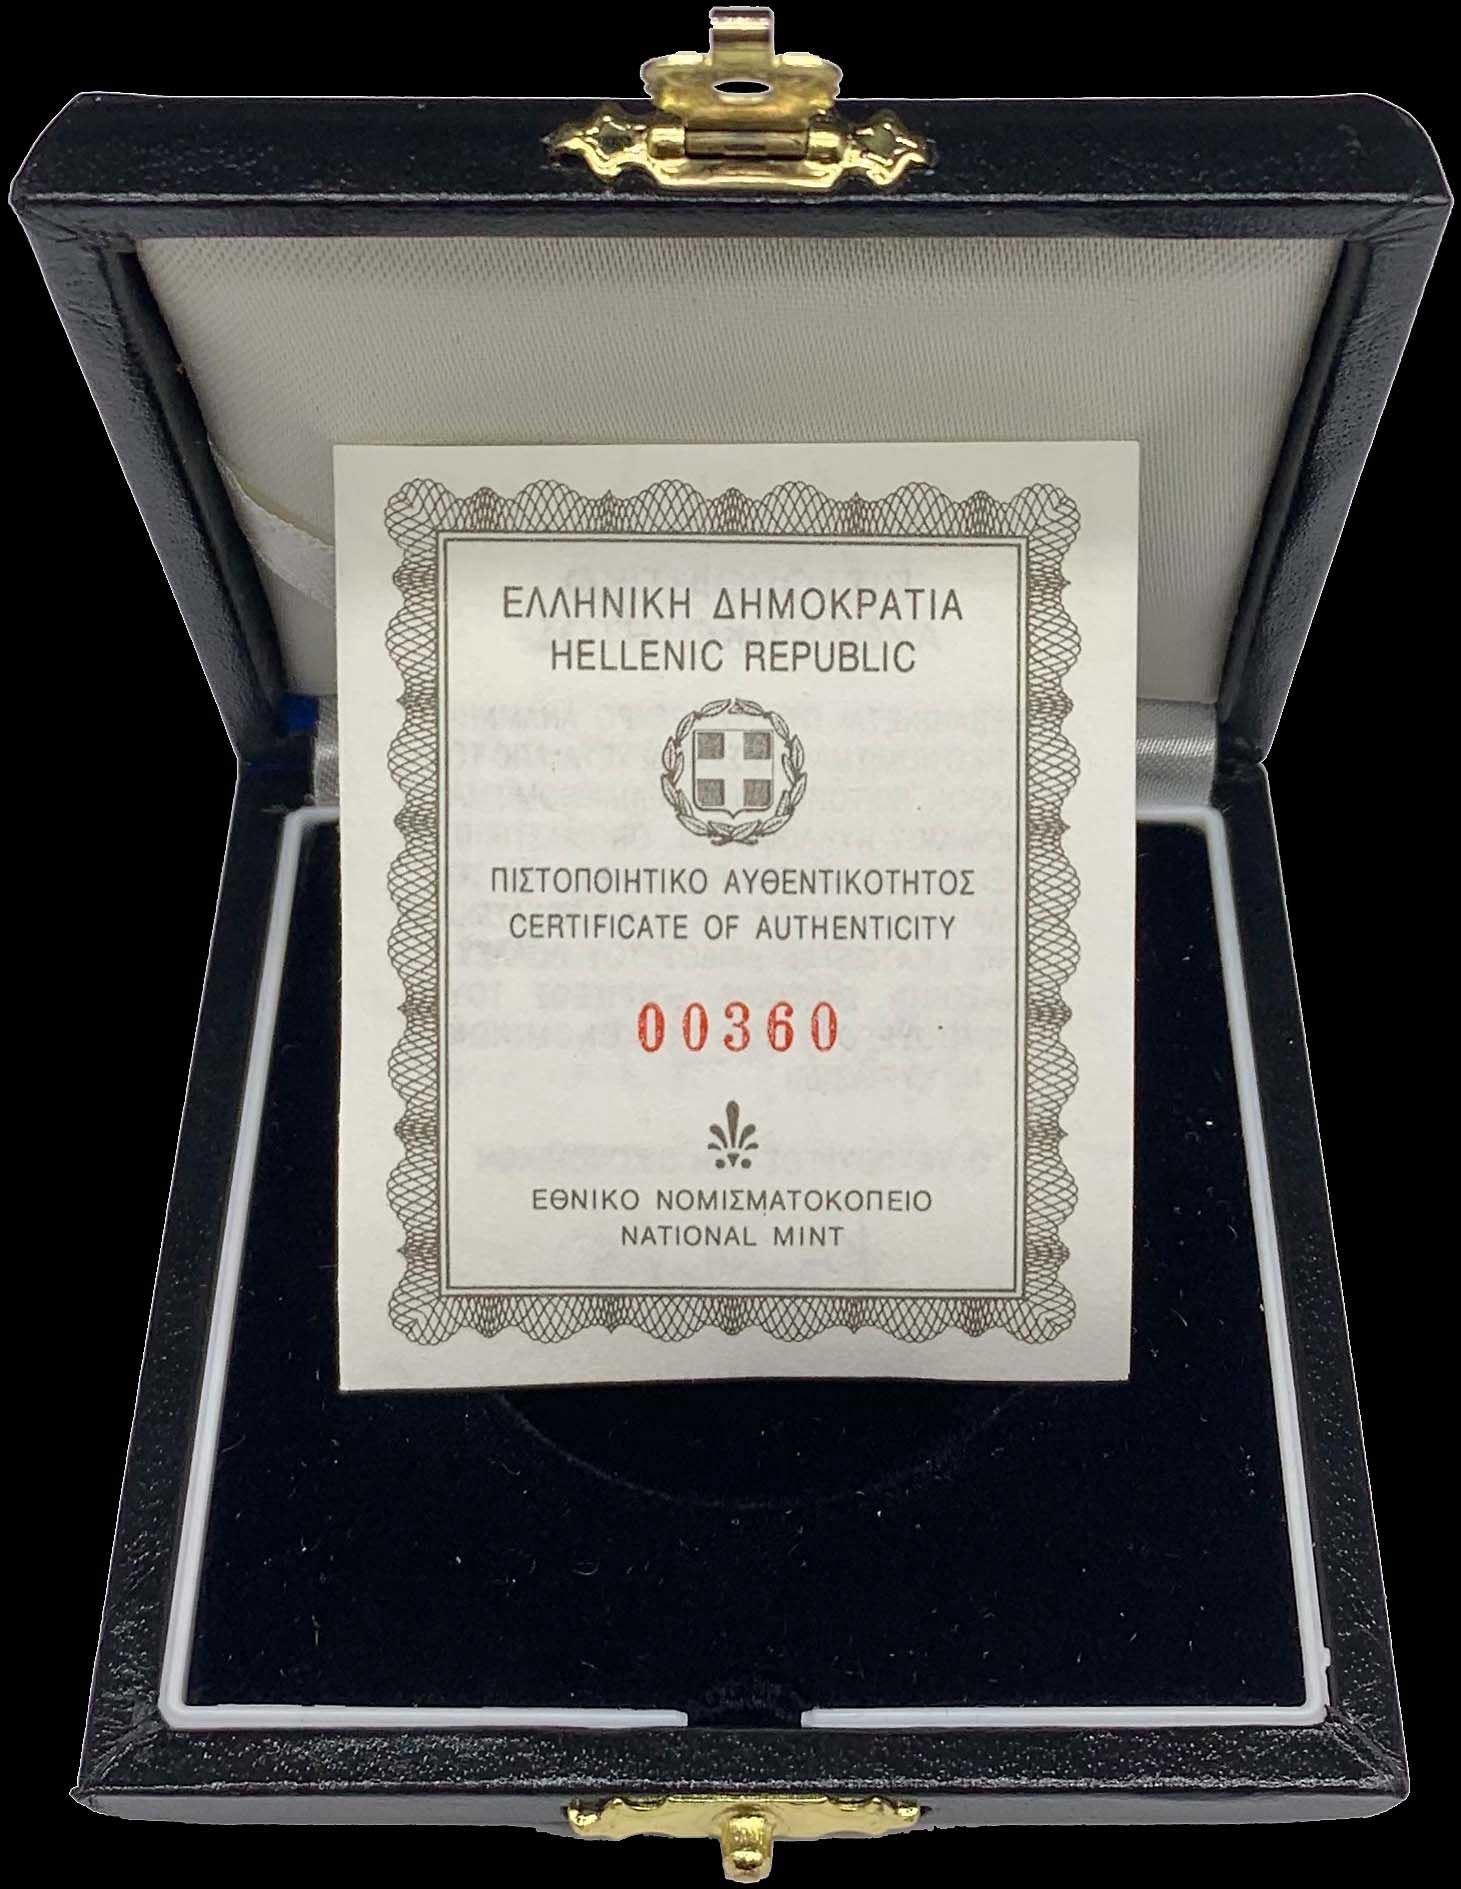 ΕΛΛΗΝΙΚΗ ΔΗΜΟΚΡΑΤΙΑ
HELLENIC REPUBLIC
ΠΙΣΤΟΠΟΙΗΤΙΚΟ ΑΥΘΕΝΤΙΚΟΤΗΤΟΣ
CERTIFICATE OF AUTHENTICITY
00360
ΕΘΝΙΚΟ ΝΟΜΙΣΜΑΤΟΚΟΠΕΙΟ
NATIONAL MINT